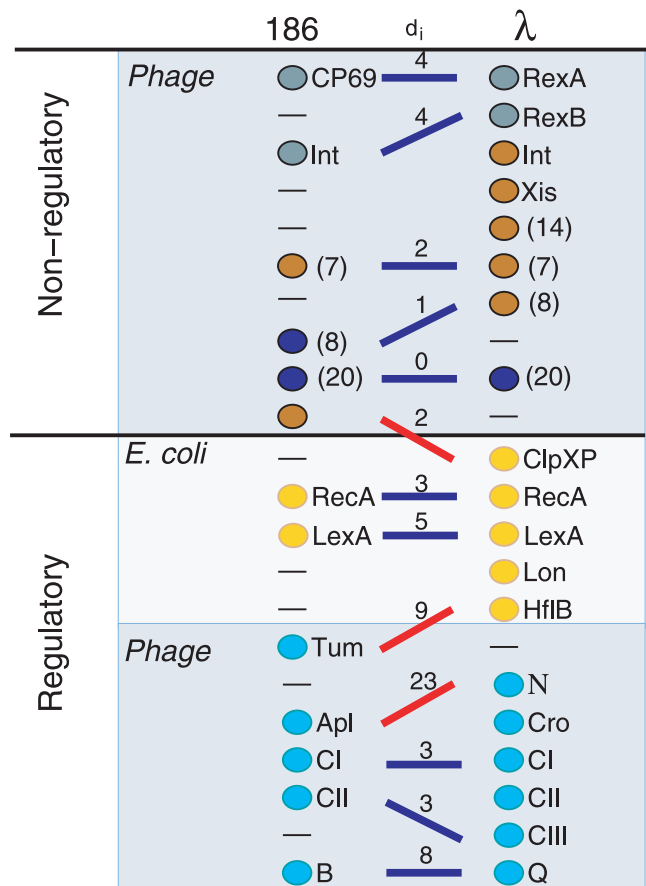 186 di λ
Non-regulatory
Phage
CP69 4 RexA
— 4 RexB
Int Int
— Xis
— (14)
(7) 2 (7)
— 1 (8)
(8) —
(20) 0 (20)
2 —
Regulatory
E. coli
— ClpXP
RecA 3 RecA
LexA 5 LexA
— Lon
— 9 HflB
Phage
Tum —
— 23 N
Apl Cro
CI 3 CI
CII 3 CII
— CIII
B 8 Q